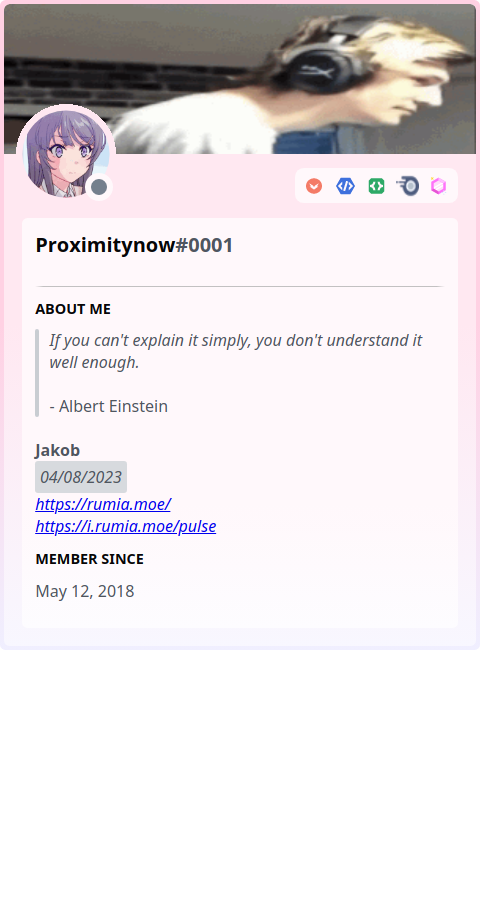 Proximitynow#0001
ABOUT ME
If you can't explain it simply, you don't understand it
well enough.
- Albert Einstein
Jakob
04/08/2023
https://rumia.moe/
https://i.rumia.moe/pulse
MEMBER SINCE
May 12, 2018